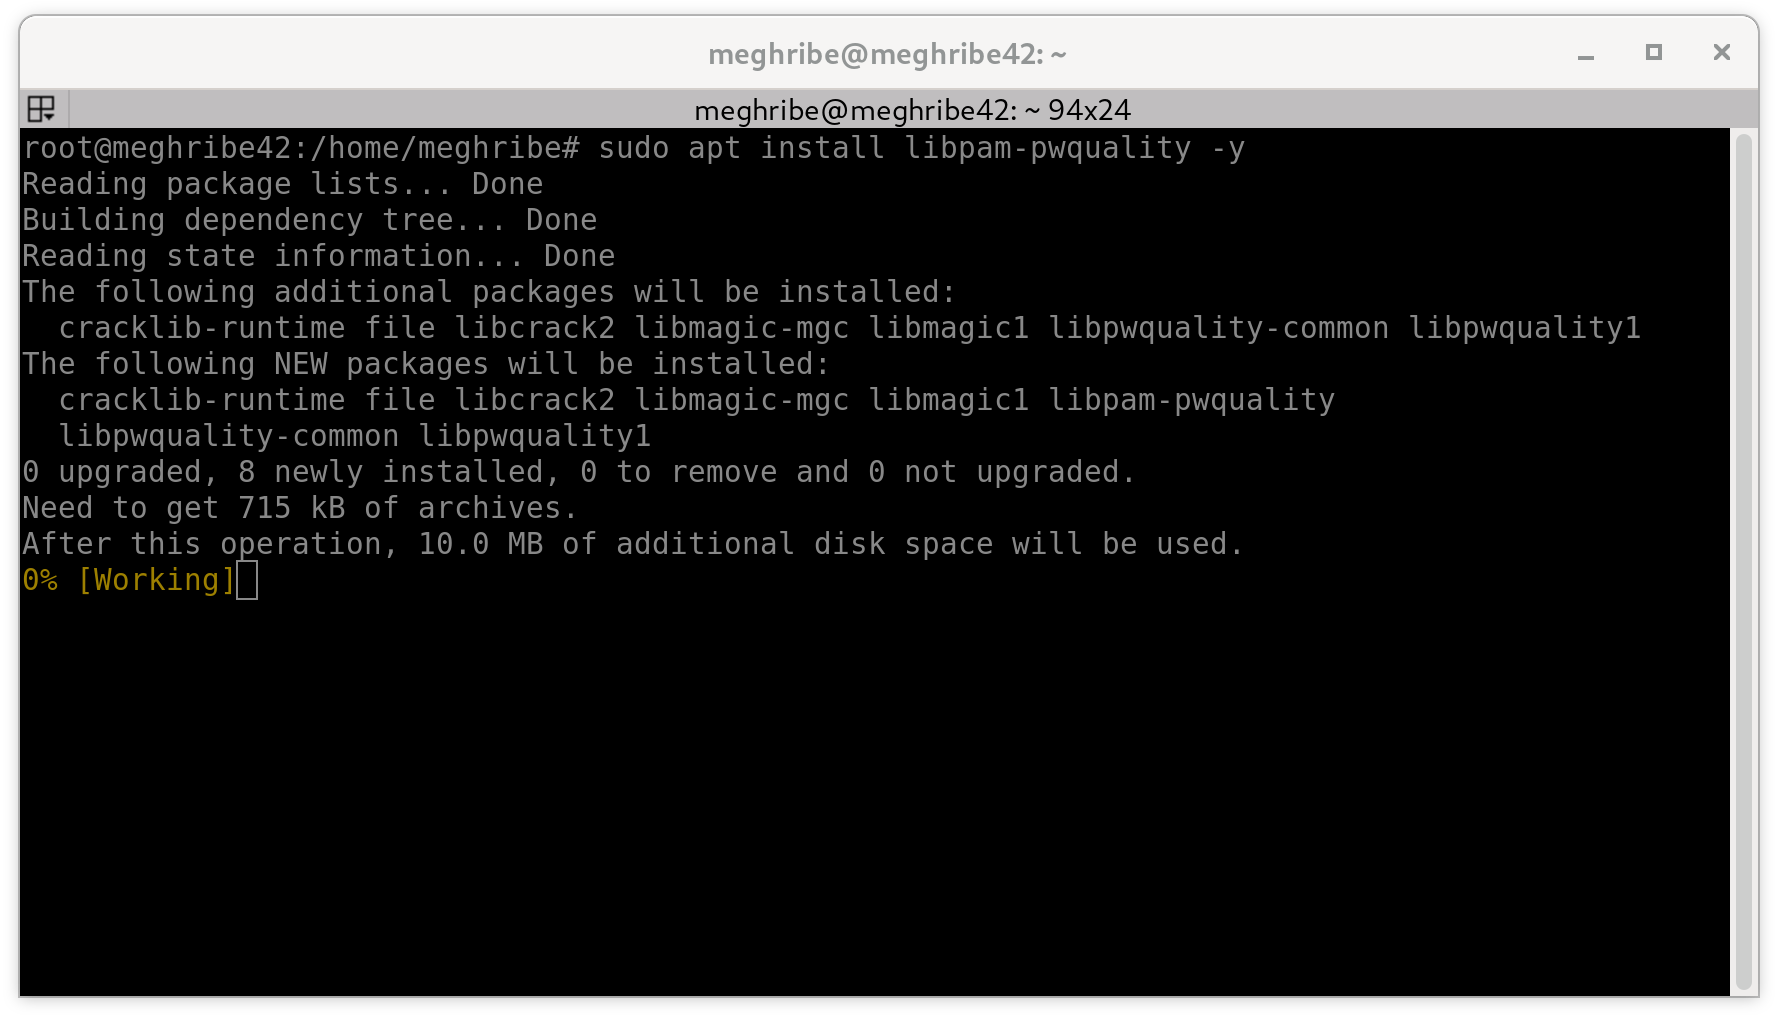 meghribe@meghribe42: ~
meghribe@meghribe42: ~ 94x24
root@meghribe42:/home/meghribe# sudo apt install libpam-pwquality -y
Reading package lists... Done
Building dependency tree... Done
Reading state information... Done
The following additional packages will be installed:
  cracklib-runtime file libcrack2 libmagic-mgc libmagic1 libpwquality-common libpwquality1
The following NEW packages will be installed:
  cracklib-runtime file libcrack2 libmagic-mgc libmagic1 libpam-pwquality
  libpwquality-common libpwquality1
0 upgraded, 8 newly installed, 0 to remove and 0 not upgraded.
Need to get 715 kB of archives.
After this operation, 10.0 MB of additional disk space will be used.
0% [Working]